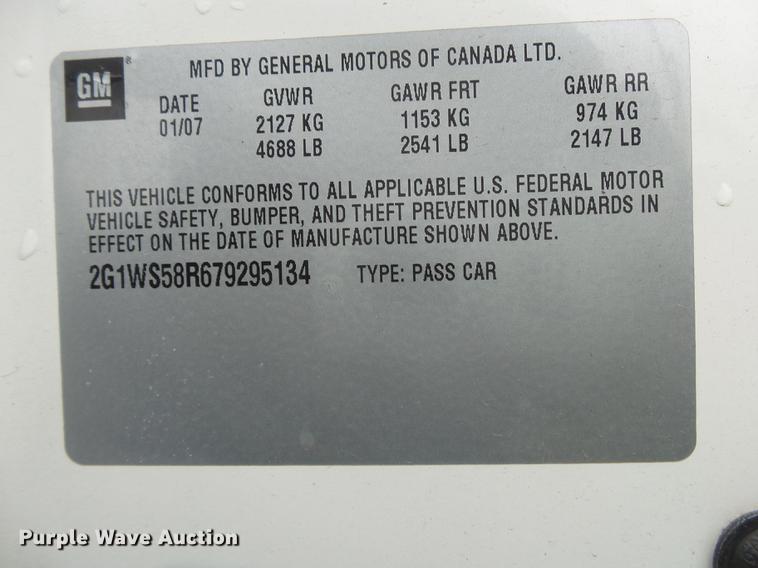 GM ®
MFD BY GENERAL MOTORS OF CANADA LTD.
DATE GVWR GAWR FRT GAWR RR
01/07 2127 KG 1153 KG 974 KG
4688 LB 2541 LB 2147 LB
THIS VEHICLE CONFORMS TO ALL APPLICABLE U.S. FEDERAL MOTOR
VEHICLE SAFETY, BUMPER, AND THEFT PREVENTION STANDARDS IN
EFFECT ON THE DATE OF MANUFACTURE SHOWN ABOVE.
2G1WS58R679295134 TYPE: PASS CAR
Purple Wave Auction